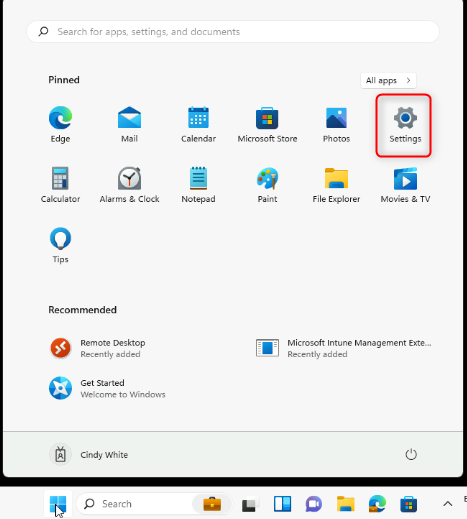 Search for apps, settings, and documents
Pinned
All apps >
Edge Mail Calendar Microsoft Store Photos Settings
Calculator Alarms & Clock Notepad Paint File Explorer Movies & TV
Tips
Recommended
Remote Desktop
Recently added
Microsoft Intune Management Exte...
Recently added
Get Started
Welcome to Windows
Cindy White
Search